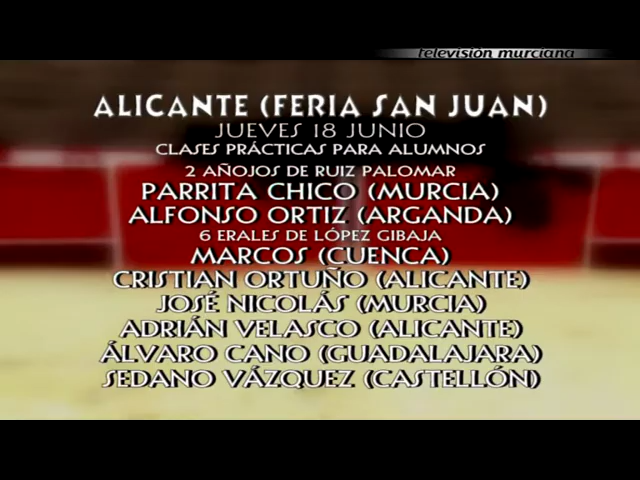 televisión murciana
ALICANTE (FERIA SAN JUAN)
JUEVES 18 JUNIO
CLASES PRÁCTICAS PARA ALUMNOS
2 AÑOJOS DE RUIZ PALOMAR
PARRITA CHICO (MURCIA)
ALFONSO ORTIZ (ARGANDA)
6 ERALES DE LÓPEZ GIBAJA
MARCOS (CUENCA)
CRISTIAN ORTUÑO (ALICANTE)
JOSÉ NICOLÁS (MURCIA)
ADRIÁN VELASCO (ALICANTE)
ÁLVARO CANO (GUADALAJARA)
SEDANO VÁZQUEZ (CASTELLÓN)